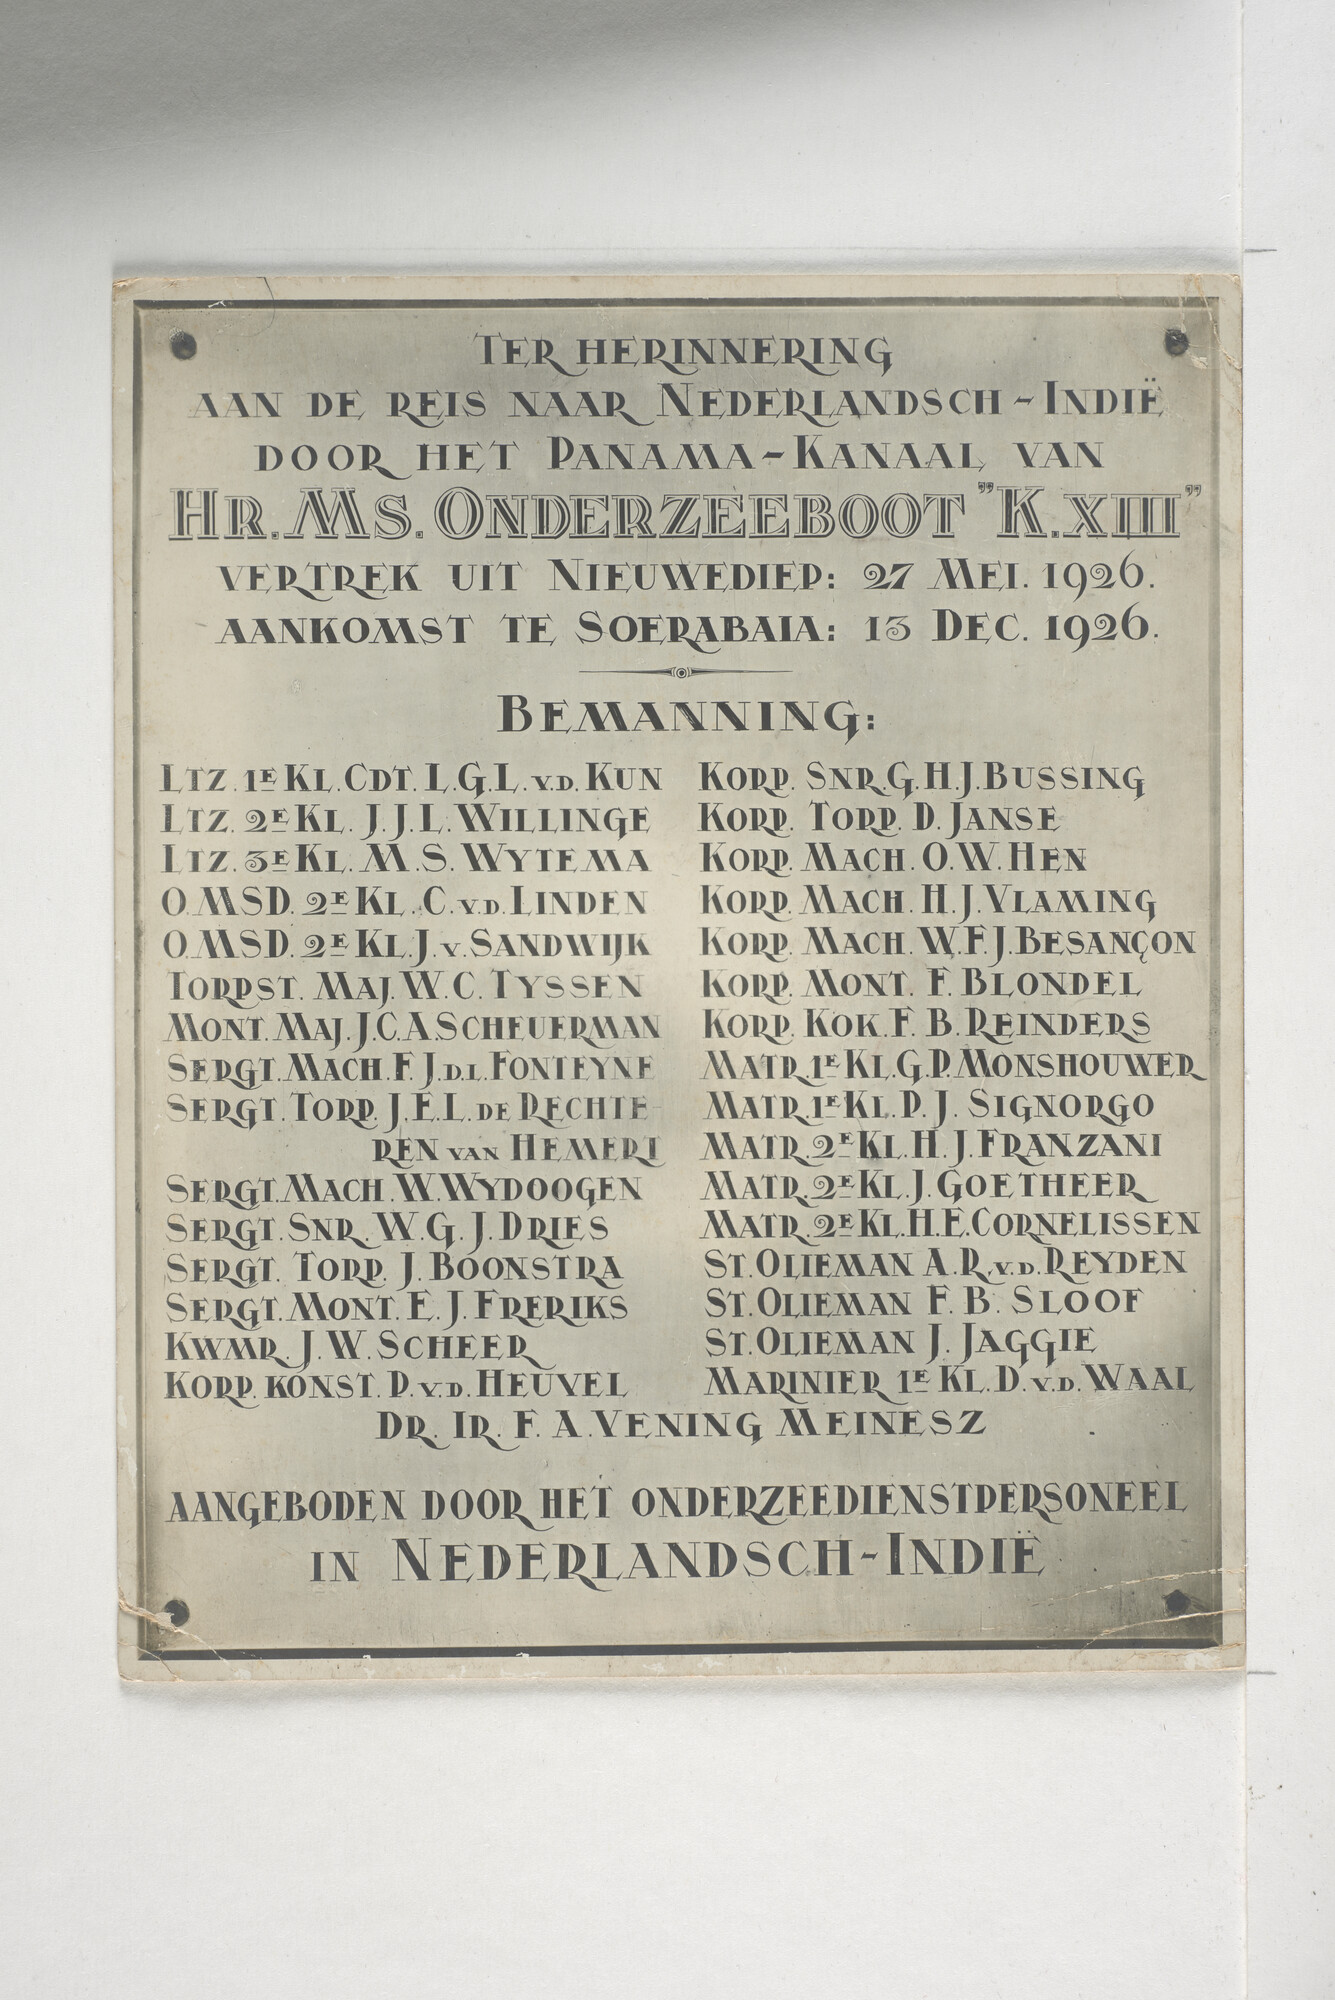 TER HERINNERING
AAN DE REIS NAAR NEDERLANDSCH-INDIË
DOOR HET PANAMA-KANAAL VAN
HR. MS. ONDERZEEBOOT "K.XIII"
VERTREK UIT NIEUWEDIEP: 27 MEI. 1926.
AANKOMST TE SOERABAIA: 13 DEC. 1926.
BEMANNING:
LTZ. 1E KL. CDT. L.G.L. V.D. KUN
LTZ. 2E KL. J.J.L. WILLINGE
LTZ. 3E KL. M.S. WYTEMA
O.MSD. 2E KL. C. V.D. LINDEN
O.MSD. 2E KL. J. V. SANDWIJK
TORPST. MAJ. W.C. TYSSEN
MONT. MAJ. J.C.A. SCHEUERMAN
SERGT. MACH. F.J. D.L. FONTEYNE
SERGT. TORP. J.E.L. DE RECHTE-
REN VAN HEMERT
SERGT. MACH. W. WYDOOGEN
SERGT. SNR. W.G.J. DRIES
SERGT. TORP. J. BOONSTRA
SERGT. MONT. E.J. FRERIKS
KWMR. J.W. SCHEER
KORP. KONST. P. V.D. HEUVEL
KORP. SNR. G.H.J. BUSSING
KORP. TORP. D. JANSE
KORP. MACH. O.W. HEN
KORP. MACH. H.J. VLAMING
KORP. MACH. W.F.J. BESANÇON
KORP. MONT. F. BLONDEL
KORP. KOK. F.B. REINDERS
MATR. 1E KL. G.P. MONSHOUWER
MATR. 1E KL. P.J. SIGNORGO
MATR. 2E KL. H.J. FRANZANI
MATR. 2E KL. J. GOETHEER
MATR. 2E KL. H.E. CORNELISSEN
ST. OLIEMAN A.R. V.D. REYDEN
ST. OLIEMAN F.B. SLOOF
ST. OLIEMAN J. JAGGIE
MARINIER 1E KL. D. V.D. WAAL
DR. IR. F.A. VENING MEINESZ
AANGEBODEN DOOR HET ONDERZEEDIENSTPERSONEEL
IN NEDERLANDSCH-INDIË